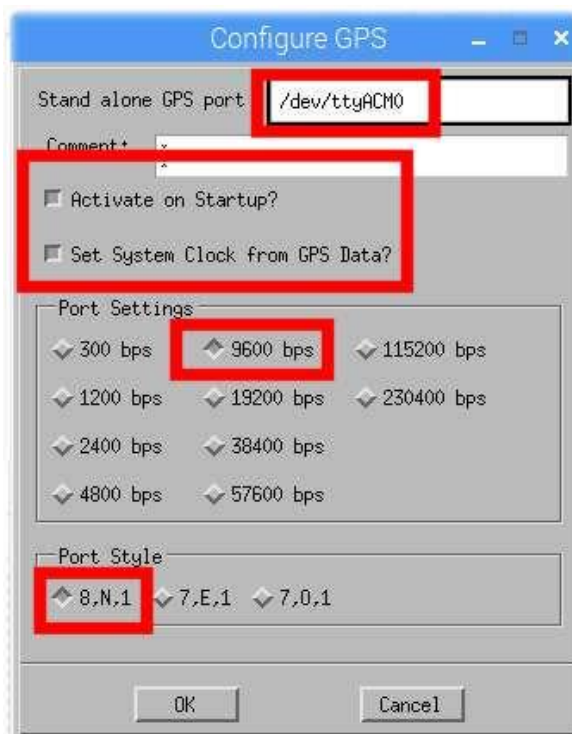 Configure GPS
Stand alone GPS port /dev/ttyACM0
Comment:
Activate on Startup?
Set System Clock from GPS Data?
Port Settings
300 bps 9600 bps 115200 bps
1200 bps 19200 bps 230400 bps
2400 bps 38400 bps
4800 bps 57600 bps
Port Style
8,N,1 7,E,1 7,O,1
OK Cancel